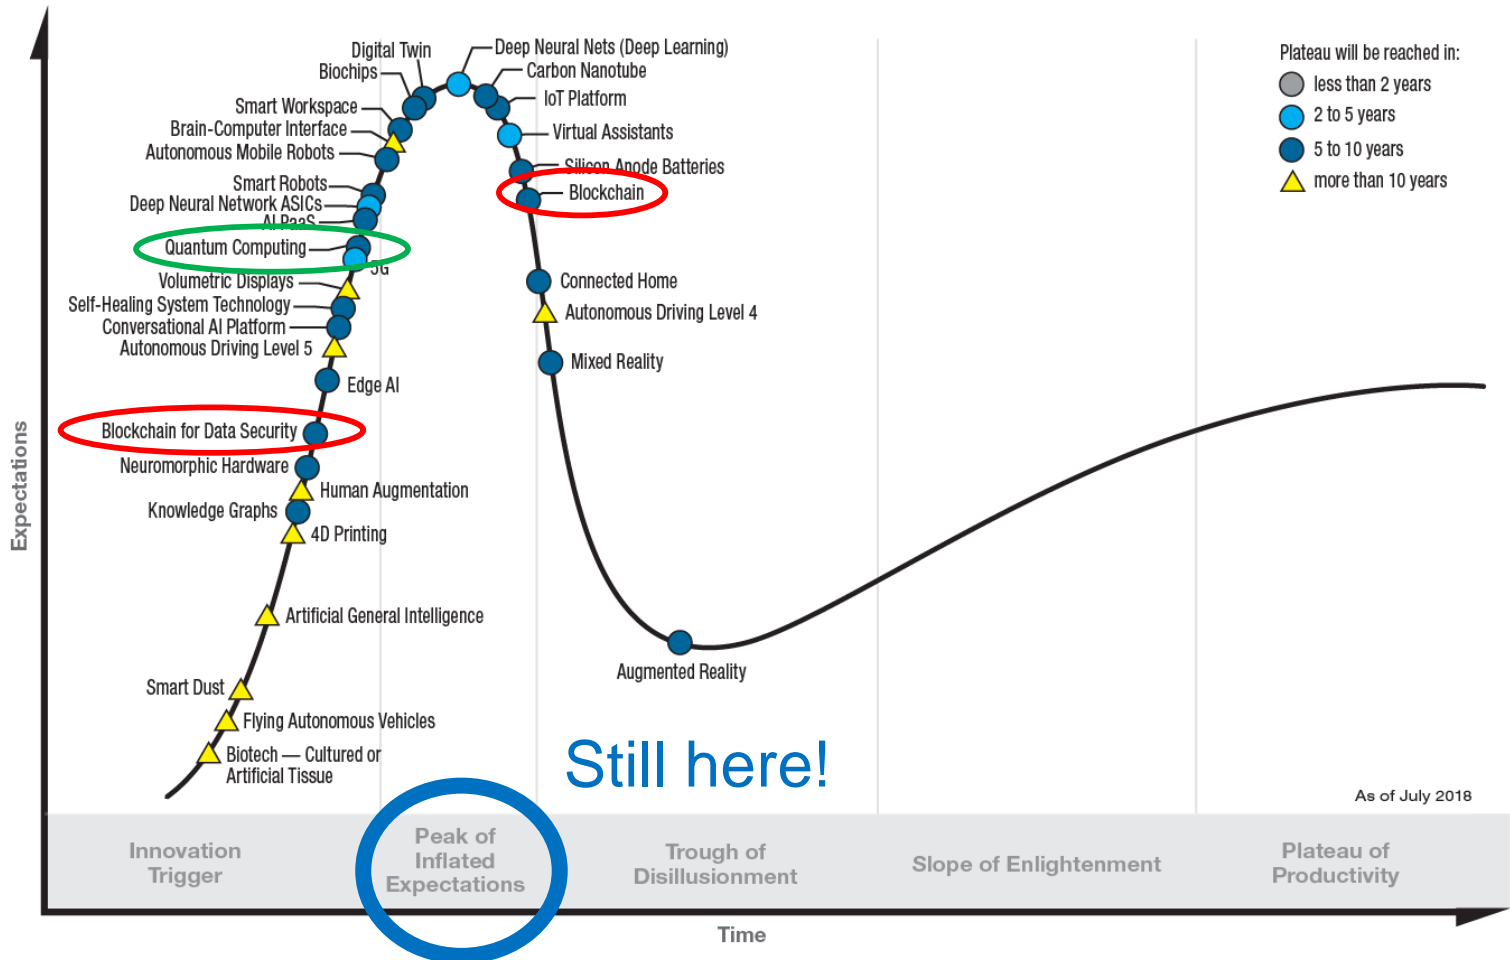 Digital Twin
Biochips
Smart Workspace
Brain-Computer Interface
Autonomous Mobile Robots
Smart Robots
Deep Neural Network ASICs
AI PaaS
Quantum Computing
5G
Volumetric Displays
Self-Healing System Technology
Conversational AI Platform
Autonomous Driving Level 5
Edge AI
Blockchain for Data Security
Neuromorphic Hardware
Human Augmentation
Knowledge Graphs
4D Printing
Artificial General Intelligence
Smart Dust
Flying Autonomous Vehicles
Biotech — Cultured or
Artificial Tissue
Deep Neural Nets (Deep Learning)
Carbon Nanotube
IoT Platform
Virtual Assistants
Silicon Anode Batteries
Blockchain
Connected Home
Autonomous Driving Level 4
Mixed Reality
Augmented Reality
Plateau will be reached in:
less than 2 years
2 to 5 years
5 to 10 years
more than 10 years
Still here!
As of July 2018
Expectations
Innovation
Trigger
Peak of
Inflated
Expectations
Trough of
Disillusionment
Slope of Enlightenment
Plateau of
Productivity
Time